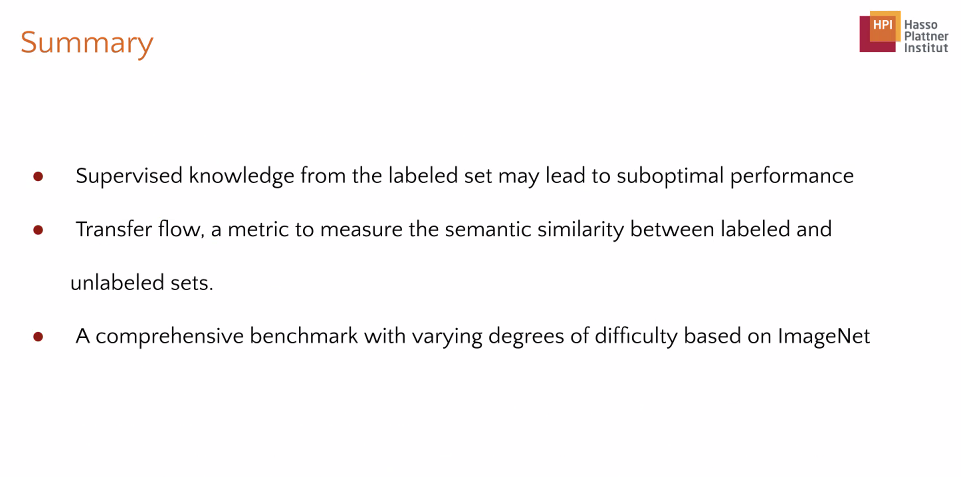 Summary
HPI
Hasso
Plattner
Institut
● Supervised knowledge from the labeled set may lead to suboptimal performance
● Transfer flow, a metric to measure the semantic similarity between labeled and
unlabeled sets.
● A comprehensive benchmark with varying degrees of difficulty based on ImageNet